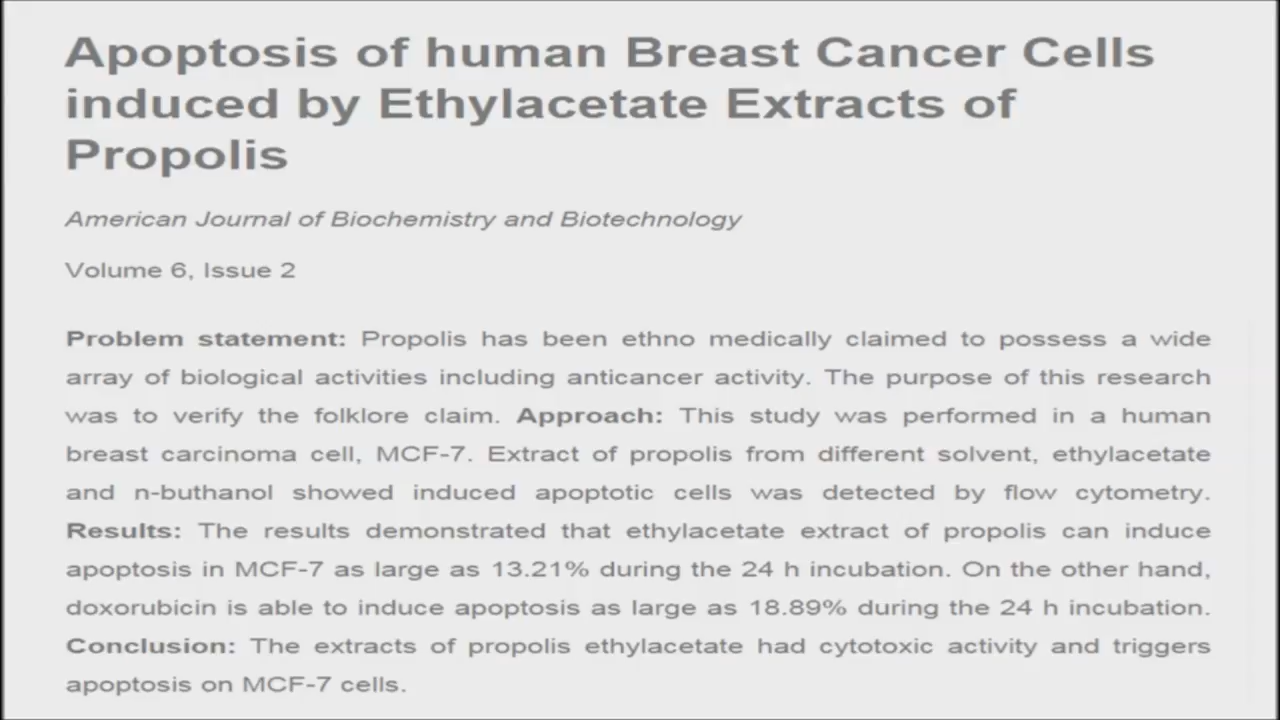 Apoptosis of human Breast Cancer Cells
induced by Ethylacetate Extracts of
Propolis
American Journal of Biochemistry and Biotechnology
Volume 6, Issue 2
Problem statement: Propolis has been ethno medically claimed to possess a wide
array of biological activities including anticancer activity. The purpose of this research
was to verify the folklore claim. Approach: This study was performed in a human
breast carcinoma cell, MCF-7. Extract of propolis from different solvent, ethylacetate
and n-buthanol showed induced apoptotic cells was detected by flow cytometry.
Results: The results demonstrated that ethylacetate extract of propolis can induce
apoptosis in MCF-7 as large as 13.21% during the 24 h incubation. On the other hand,
doxorubicin is able to induce apoptosis as large as 18.89% during the 24 h incubation.
Conclusion: The extracts of propolis ethylacetate had cytotoxic activity and triggers
apoptosis on MCF-7 cells.